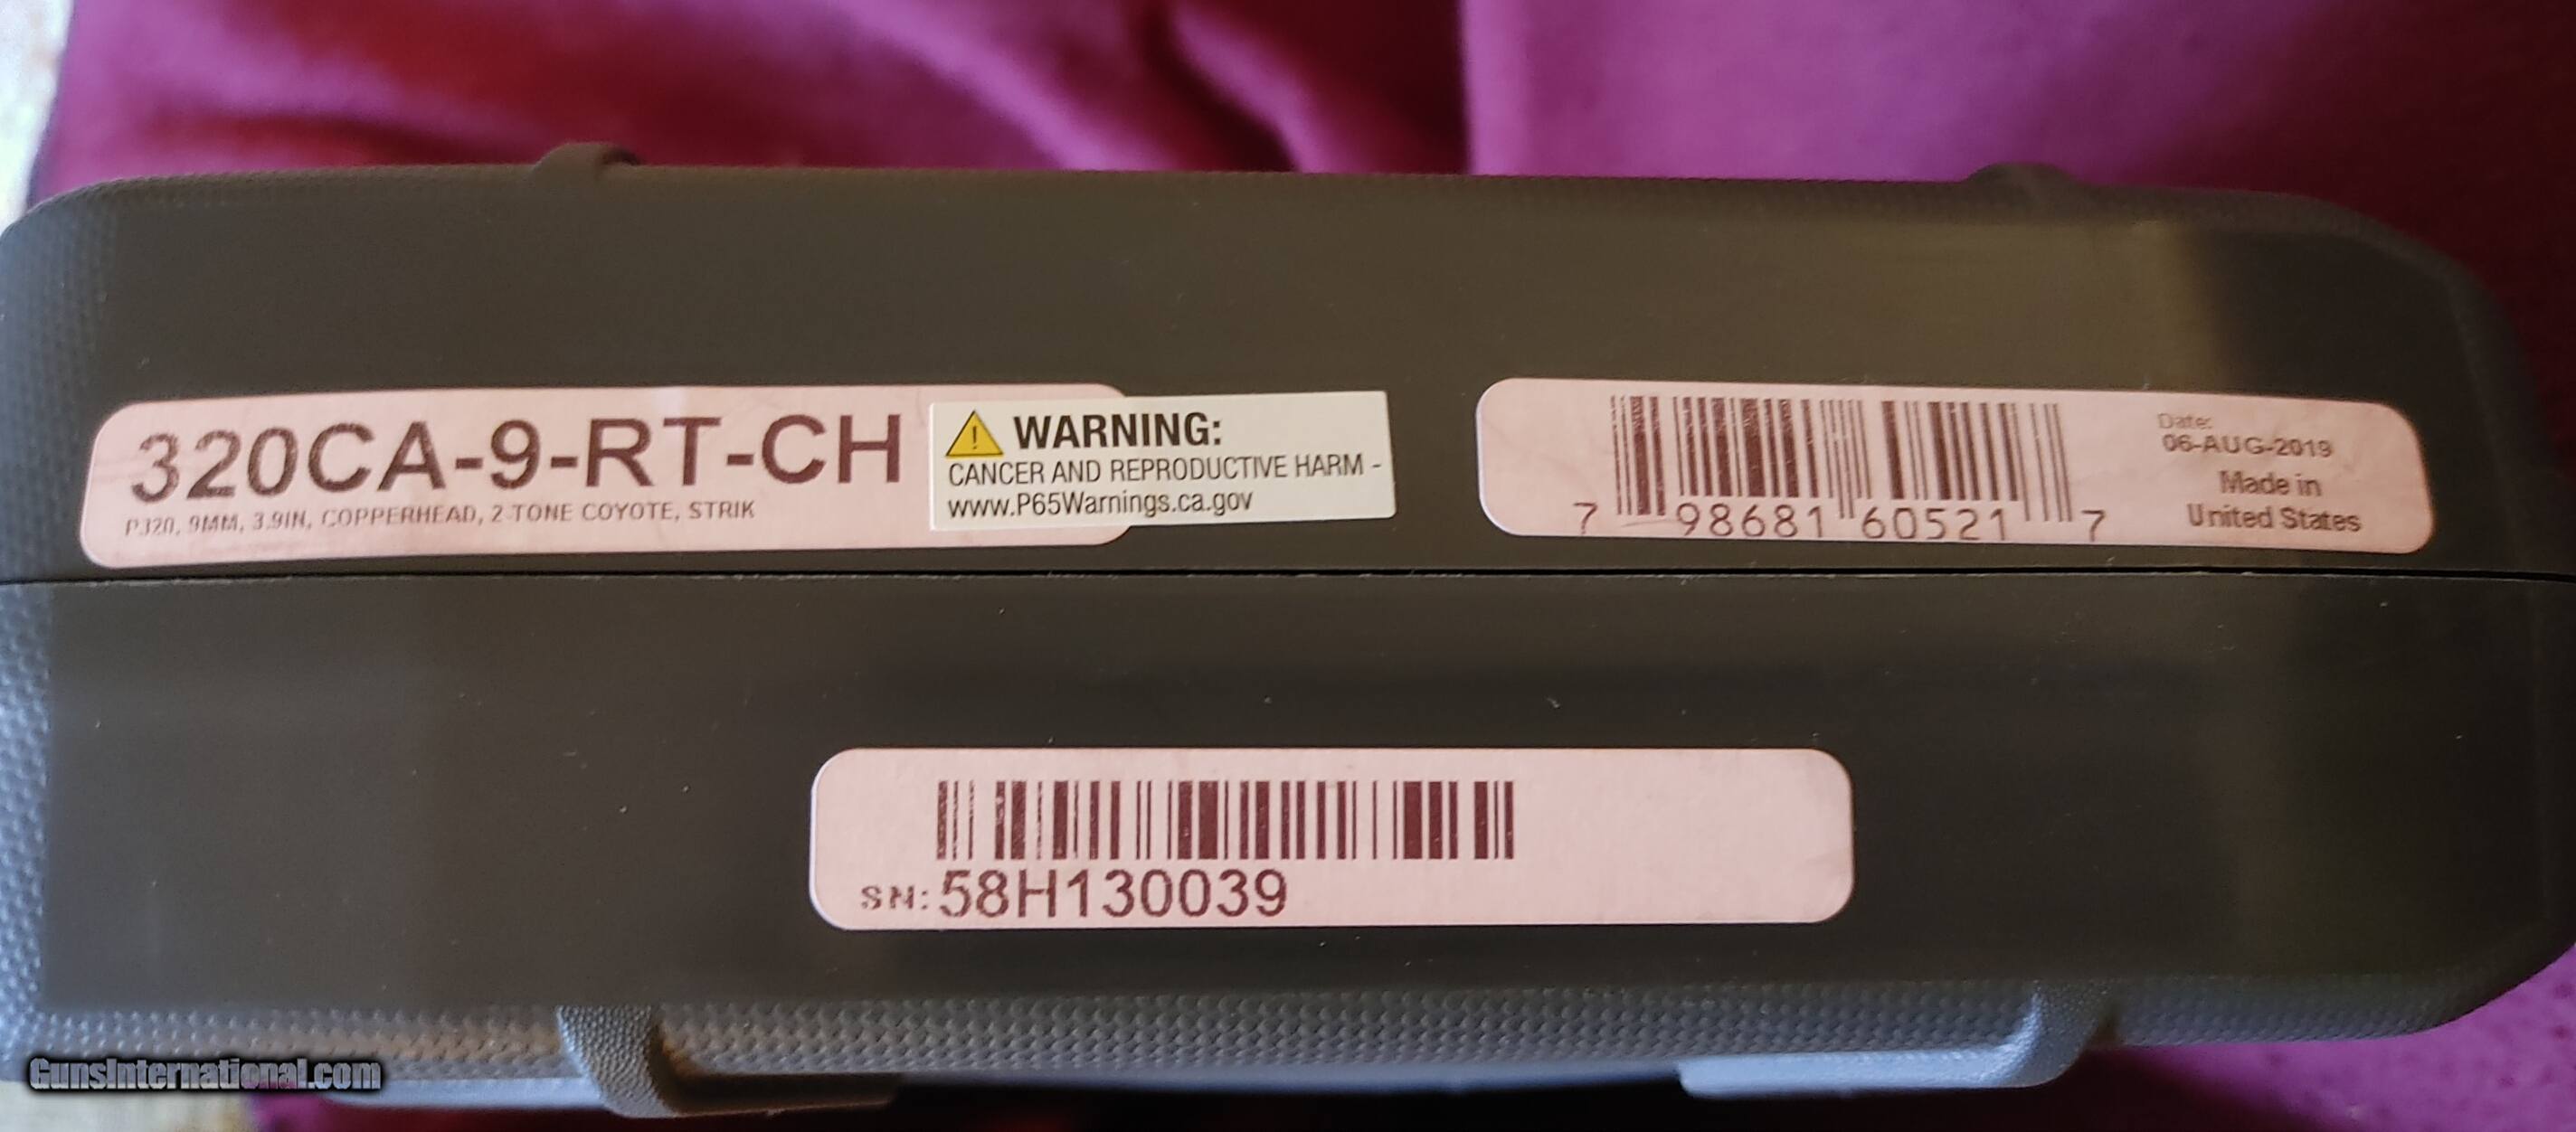 320CA-9-RT-CH
P320, 9MM, 3.9IN, COPPERHEAD, 2-TONE COYOTE, STRIK
WARNING:
CANCER AND REPRODUCTIVE HARM -
www.P65Warnings.ca.gov
7 98681 60521 7
Date:
06-AUG-2019
Made in
United States
SN: 58H130039
GunsInternational.com